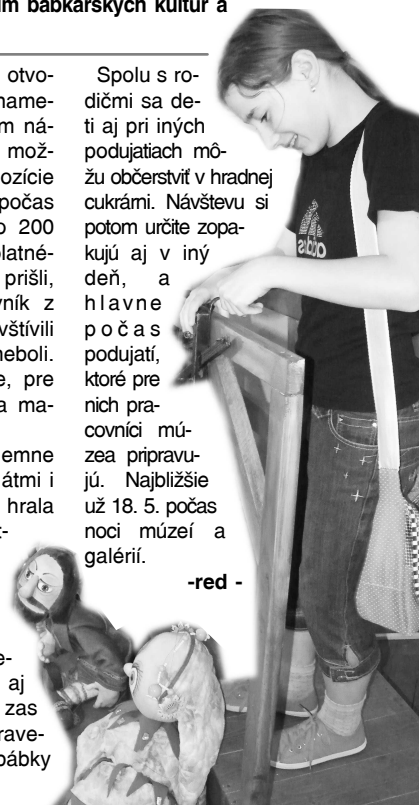 m bábkarských kultúr a
otvo-
name-
m ná-
mož-
ozície
počas
o 200
platné-
prišli,
vník z
vštívili
neboli.
e, pre
a ma-
emne
átmi i
hrala
t-
e-
aj
zas
rave-
bábky
Spolu s ro-
dičmi sa de-
ti aj pri iných
podujatiach mô-
žu občerstviť v hradnej
cukrárni. Návštevu si
potom určite zopa-
kujú aj v iný
deň, a
hlavne
počas
podujatí,
ktoré pre
nich pra-
covníci mú-
zea pripravu-
jú. Najbližšie
už 18. 5. počas
noci múzeí a
galérií.
-red -
adidas